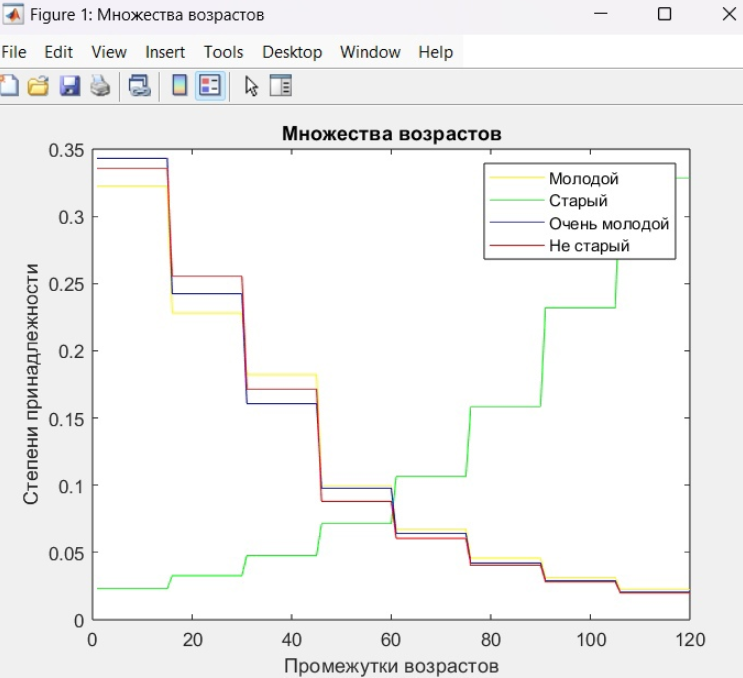 Figure 1: Множества возрастов
File Edit View Insert Tools Desktop Window Help
Множества возрастов
0.35
0.3
0.25
0.2
0.15
0.1
0.05
0
Степени принадлежности
Молодой
Старый
Очень молодой
Не старый
0 20 40 60 80 100 120
Промежутки возрастов